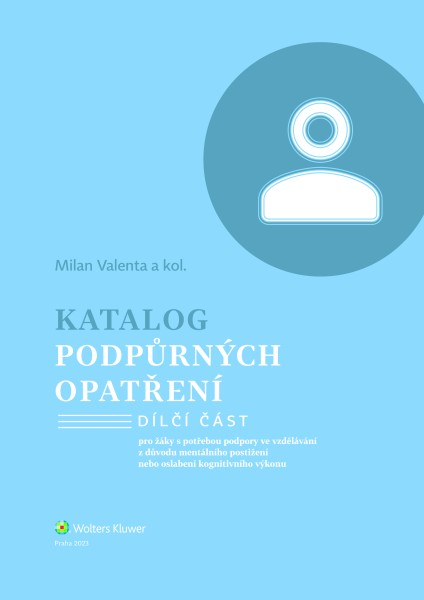 Milan Valenta a kol.
KATALOG
PODPŮRNÝCH
OPATŘENÍ
DÍLČÍ ČÁST
pro žáky s potřebou podpory ve vzdělávání
z důvodu mentálního postižení
nebo oslabení kognitivního výkonu
Wolters Kluwer
Praha 2021